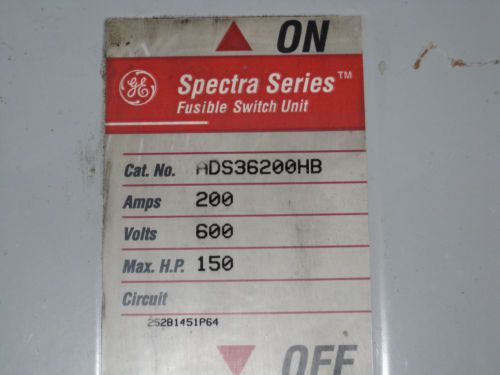 ON
GE
Spectra Series™
Fusible Switch Unit
Cat. No. ADS36200HB
Amps 200
Volts 600
Max. H.P. 150
Circuit
252B1451P64
OFF